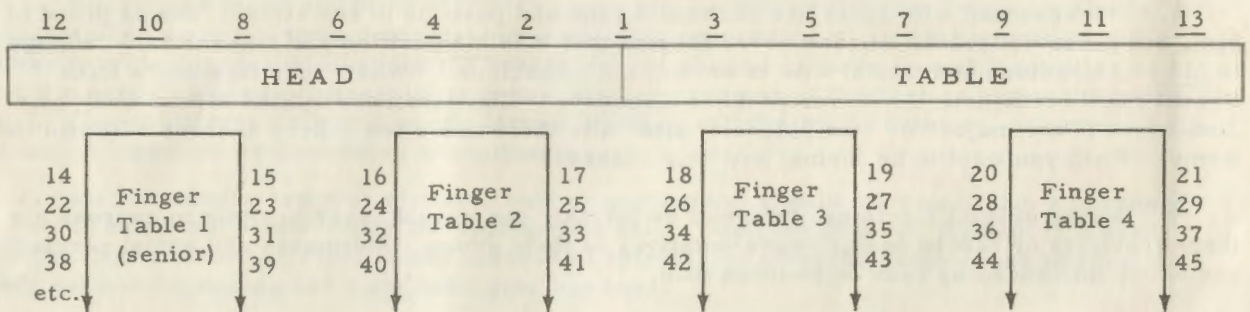 12 10 8 6 4 2 1 3 5 7 9 11 13
HEAD TABLE
14 15 16 17 18 19 20 21
Finger Finger Finger Finger
22 23 24 25 26 27 28 29
Table 1 Table 2 Table 3 Table 4
30 31 32 33 34 35 36 37
(senior)
38 39 40 41 42 43 44 45
etc.